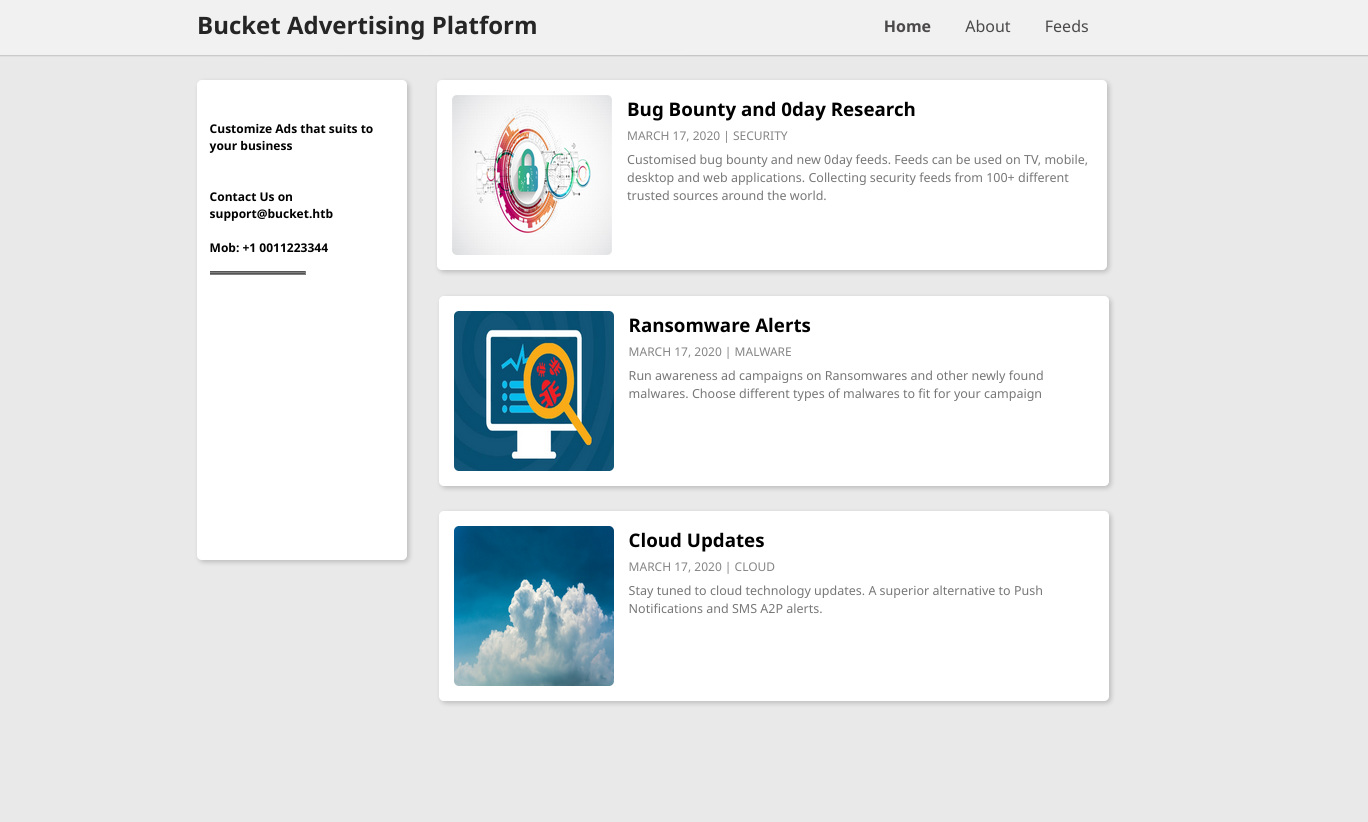 Bucket Advertising Platform
Home About Feeds
Customize Ads that suits to
your business
Contact Us on
support@bucket.htb
Mob: +1 0011223344
Bug Bounty and 0day Research
MARCH 17, 2020 | SECURITY
Customised bug bounty and new 0day feeds. Feeds can be used on TV, mobile,
desktop and web applications. Collecting security feeds from 100+ different
trusted sources around the world.
Ransomware Alerts
MARCH 17, 2020 | MALWARE
Run awareness ad campaigns on Ransomwares and other newly found
malwares. Choose different types of malwares to fit for your campaign
Cloud Updates
MARCH 17, 2020 | CLOUD
Stay tuned to cloud technology updates. A superior alternative to Push
Notifications and SMS A2P alerts.